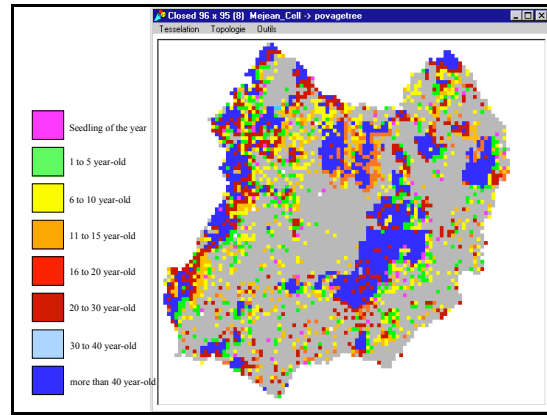 Closed 96 x 95 (8) Mejean_Cell -> povagetree
Tesselation Topologie Outils
Seedling of the year
1 to 5 year-old
6 to 10 year-old
11 to 15 year-old
16 to 20 year-old
20 to 30 year-old
30 to 40 year-old
more than 40 year-old